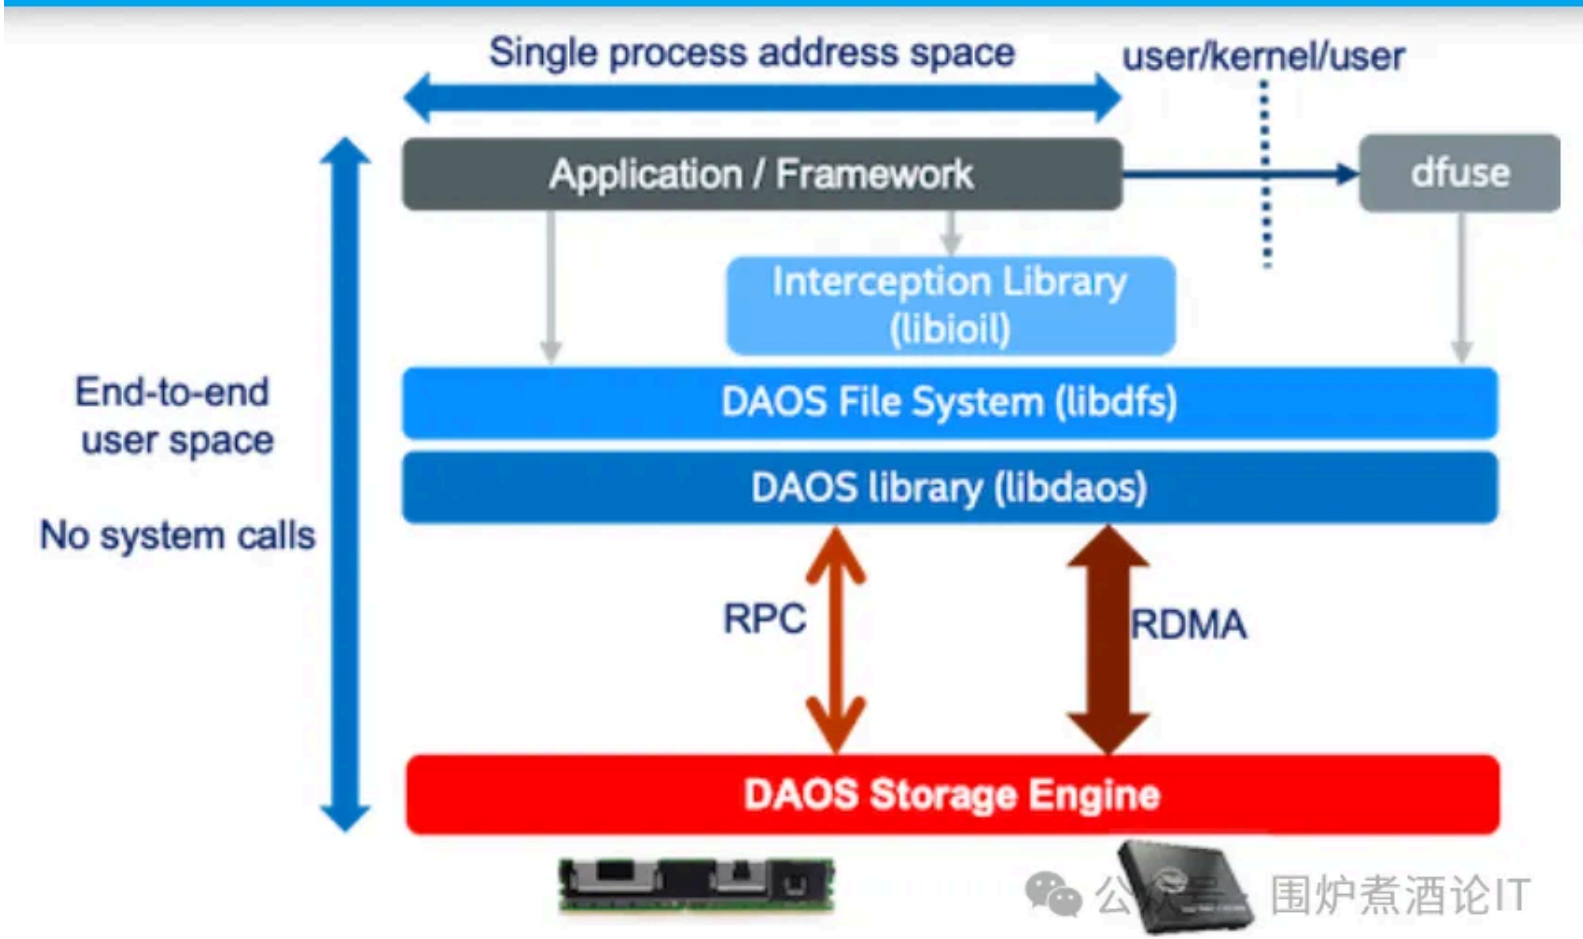 Single process address space
user/kernel/user
Application / Framework
dfuse
Interception Library
(libioil)
End-to-end
user space
No system calls
DAOS File System (libdfs)
DAOS library (libdaos)
RPC
RDMA
DAOS Storage Engine
公众号 · 围炉煮酒论IT